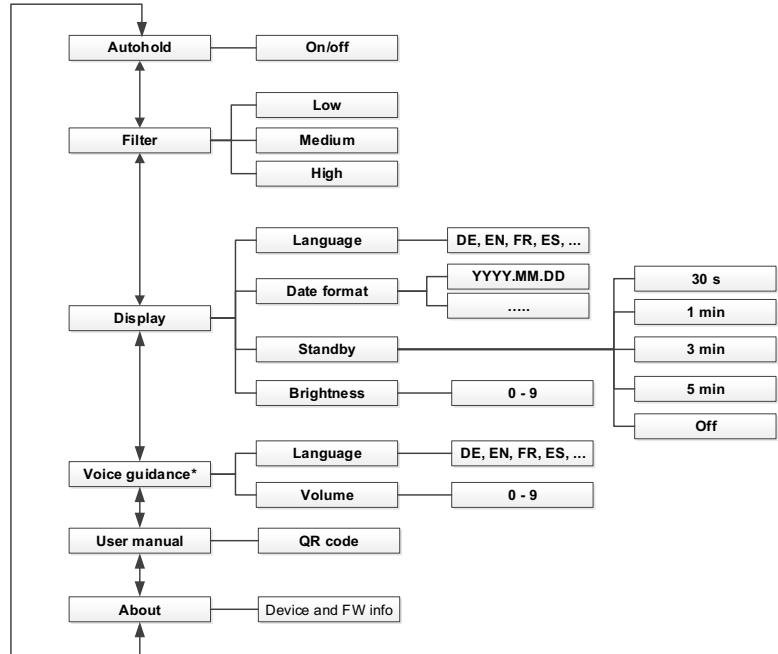 Autohold
On/off
Filter
Low
Medium
High
Display
Language
DE, EN, FR, ES, ...
Date format
YYYY.MM.DD
.....
Standby
30 s
1 min
3 min
5 min
Off
Brightness
0 - 9
Voice guidance*
Language
DE, EN, FR, ES, ...
Volume
0 - 9
User manual
QR code
About
Device and FW info